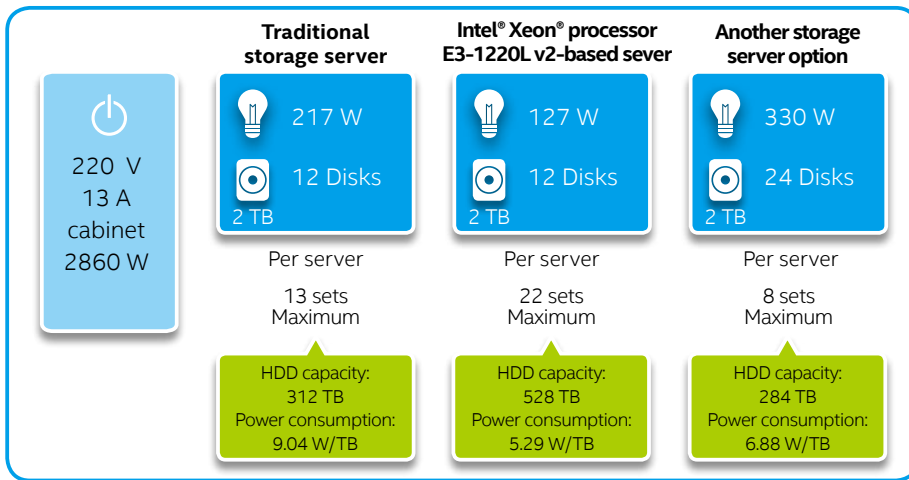 Traditional
storage server
Intel® Xeon® processor
E3-1220L v2-based sever
Another storage
server option
220 V
13 A
cabinet
2860 W
217 W
12 Disks
2 TB
127 W
12 Disks
2 TB
330 W
24 Disks
2 TB
Per server
Per server
Per server
13 sets
Maximum
22 sets
Maximum
8 sets
Maximum
HDD capacity:
312 TB
Power consumption:
9.04 W/TB
HDD capacity:
528 TB
Power consumption:
5.29 W/TB
HDD capacity:
284 TB
Power consumption:
6.88 W/TB